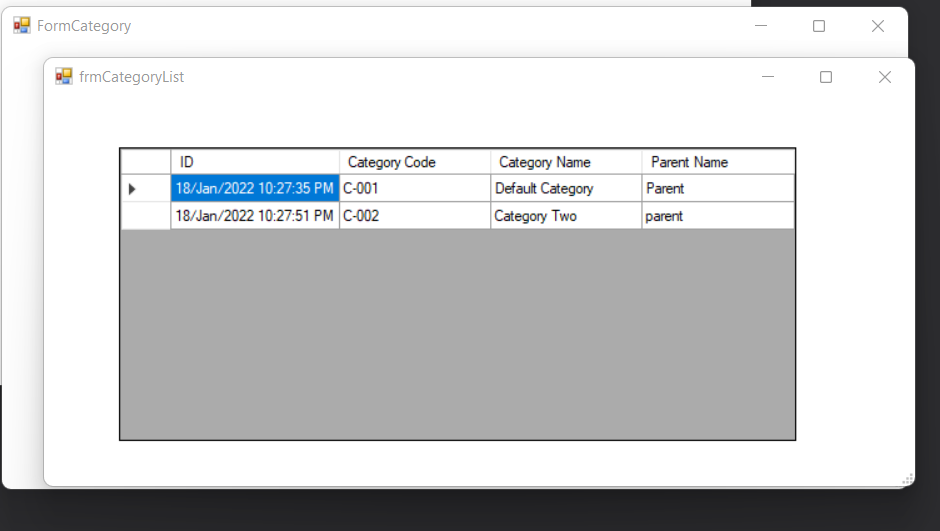 FormCategory
frmCategoryList
ID Category Code Category Name Parent Name
18/Jan/2022 10:27:35 PM C-001 Default Category Parent
18/Jan/2022 10:27:51 PM C-002 Category Two parent